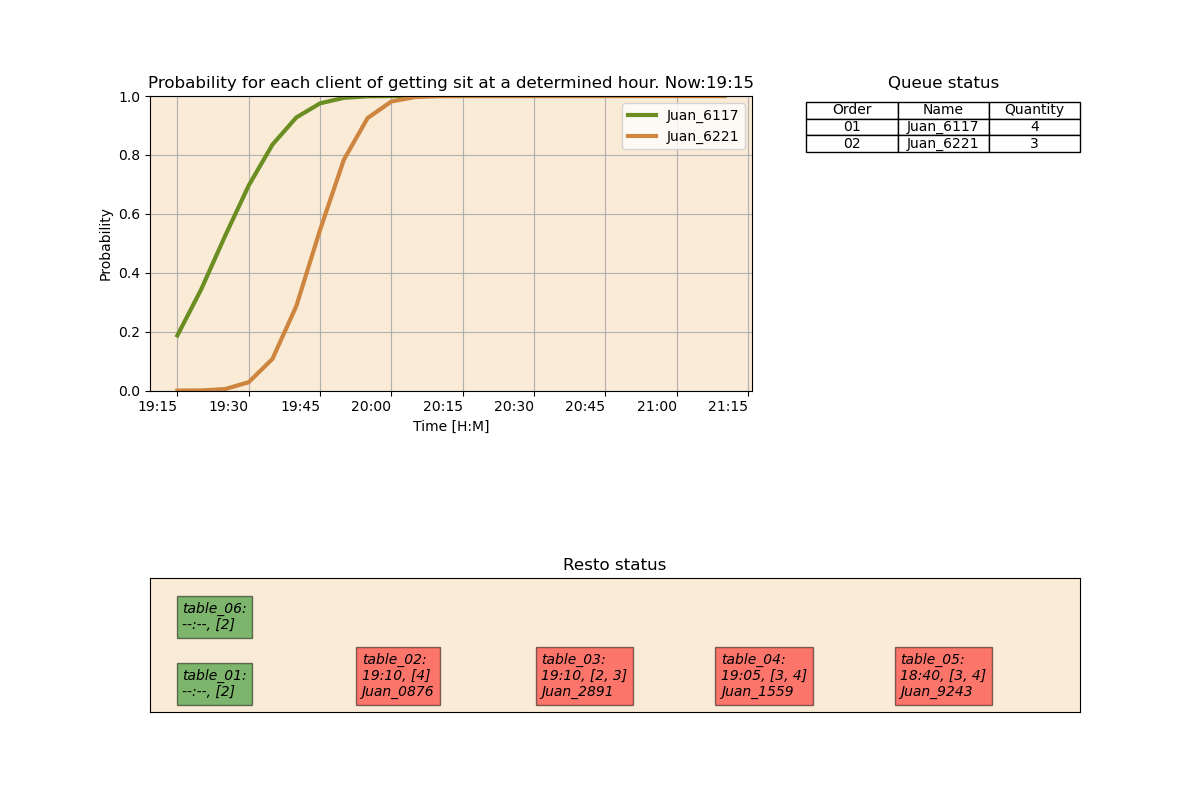 Probability for each client of getting sit at a determined hour. Now:19:15
Probability
1.0
0.8
0.6
0.4
0.2
0.0
Juan_6117
Juan_6221
19:15 19:30 19:45 20:00 20:15 20:30 20:45 21:00 21:15
Time [H:M]
Queue status
Order Name Quantity
01 Juan_6117 4
02 Juan_6221 3
Resto status
table_06:
--:--, [2]
table_01:
--:--, [2]
table_02:
19:10, [4]
Juan_0876
table_03:
19:10, [2, 3]
Juan_2891
table_04:
19:05, [3, 4]
Juan_1559
table_05:
18:40, [3, 4]
Juan_9243